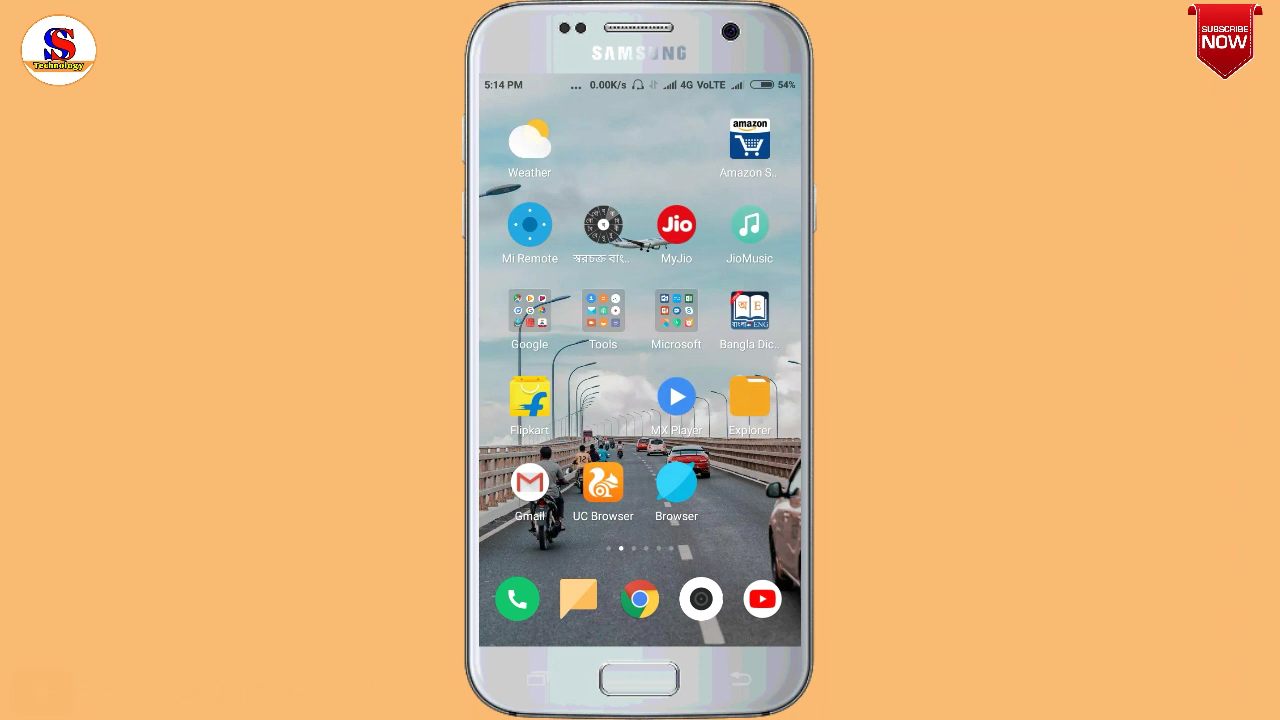 S
Technology
SUBSCRIBE
NOW
SAMSUNG
5:14 PM ... 0.00K/s 4G VoLTE 54%
amazon
Weather Amazon S..
Jio
Mi Remote স্বরচক্র বাং.. MyJio JioMusic
অ E
বাংলা ENG
Google Tools Microsoft Bangla Dic..
Flipkart MX Player Explorer
Gmail UC Browser Browser